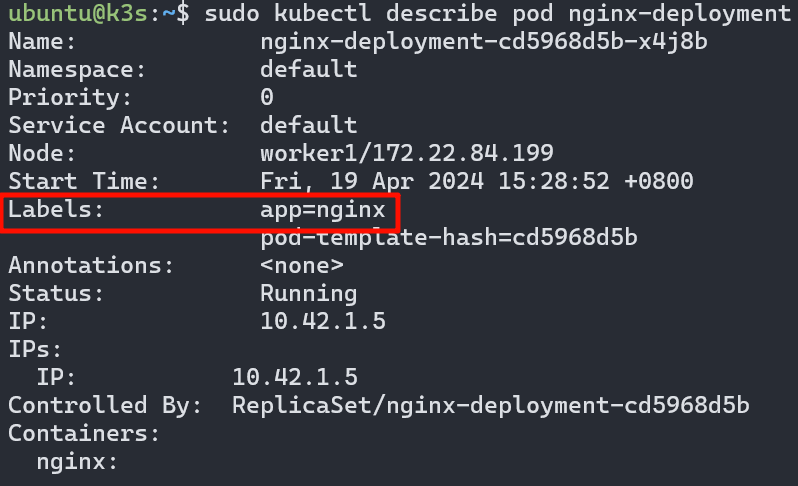 ubuntu@k3s:~$ sudo kubectl describe pod nginx-deployment
Name:             nginx-deployment-cd5968d5b-x4j8b
Namespace:        default
Priority:         0
Service Account:  default
Node:             worker1/172.22.84.199
Start Time:       Fri, 19 Apr 2024 15:28:52 +0800
Labels:           app=nginx
                  pod-template-hash=cd5968d5b
Annotations:      <none>
Status:           Running
IP:               10.42.1.5
IPs:
  IP:           10.42.1.5
Controlled By:  ReplicaSet/nginx-deployment-cd5968d5b
Containers:
  nginx: